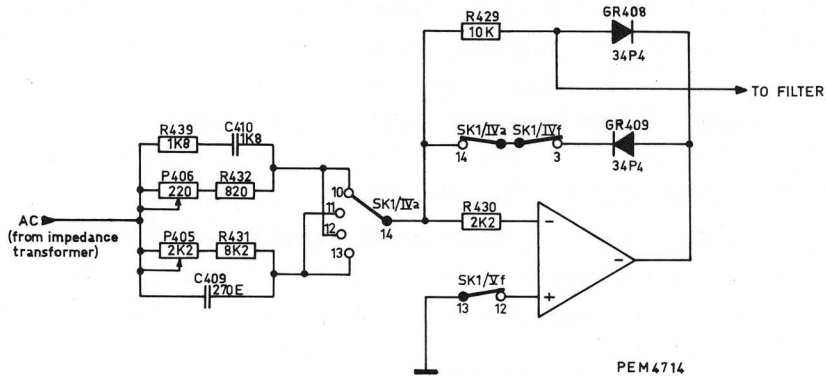 R429
10K
GR408
34P4
TO FILTER
SK1/IVa
SK1/IVf
14
3
GR409
34P4
R439
1K8
C410
1K8
P406
220
R432
820
10
11
12
13
SK1/IVa
14
R430
2K2
-
+
-
AC
(from impedance
transformer)
P405
2K2
R431
8K2
C409
270E
SK1/Vf
13
12
PEM4714